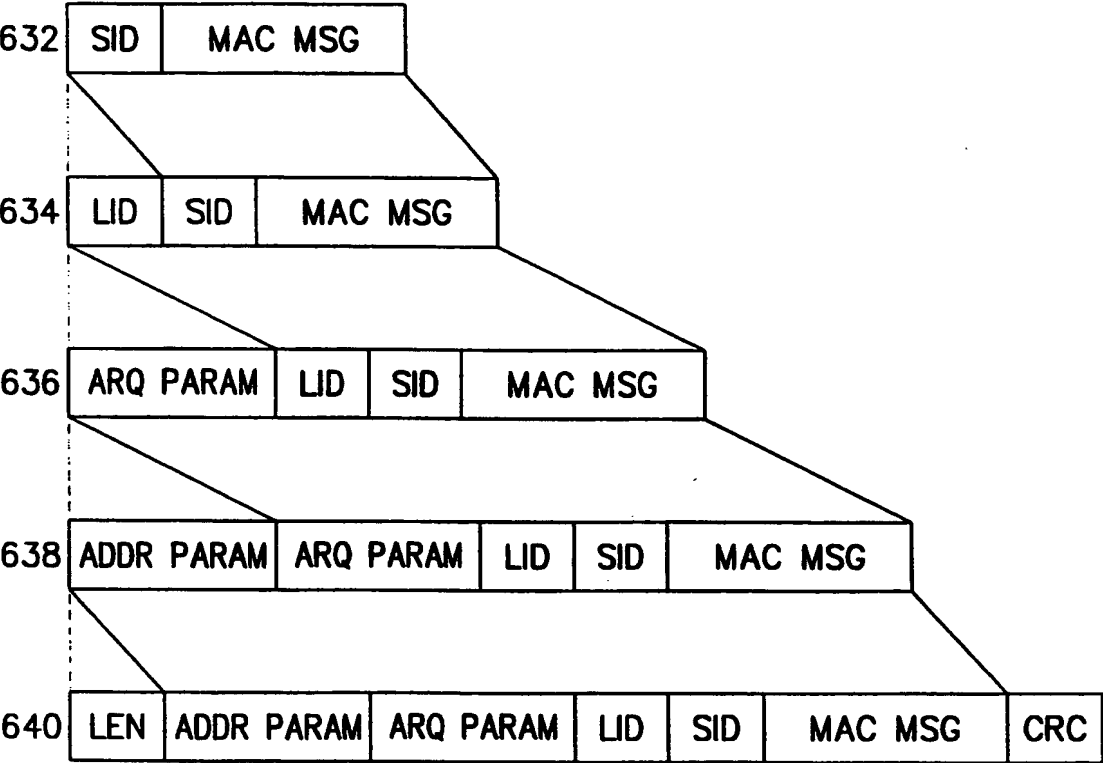 632 SID MAC MSG
634 LID SID MAC MSG
636 ARQ PARAM LID SID MAC MSG
638 ADDR PARAM ARQ PARAM LID SID MAC MSG
640 LEN ADDR PARAM ARQ PARAM LID SID MAC MSG CRC